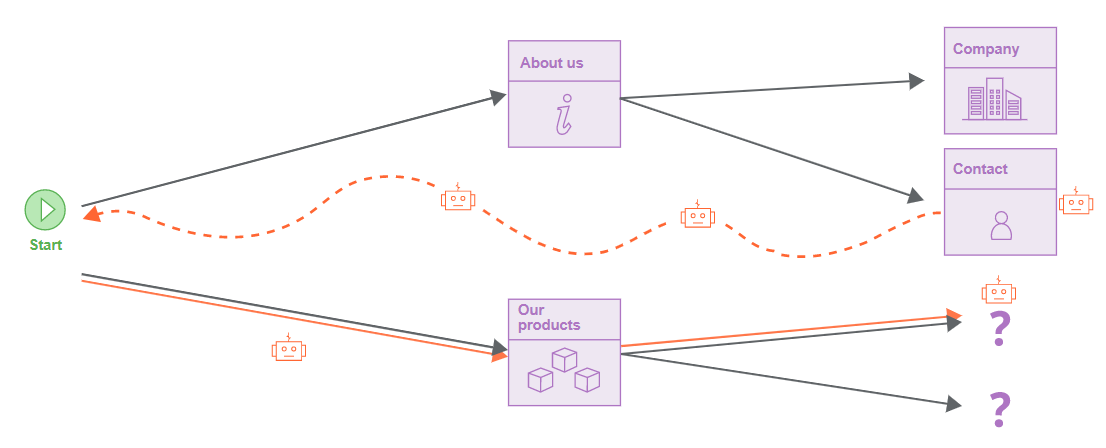 About us
Company
Contact
Start
Our
products
?
?